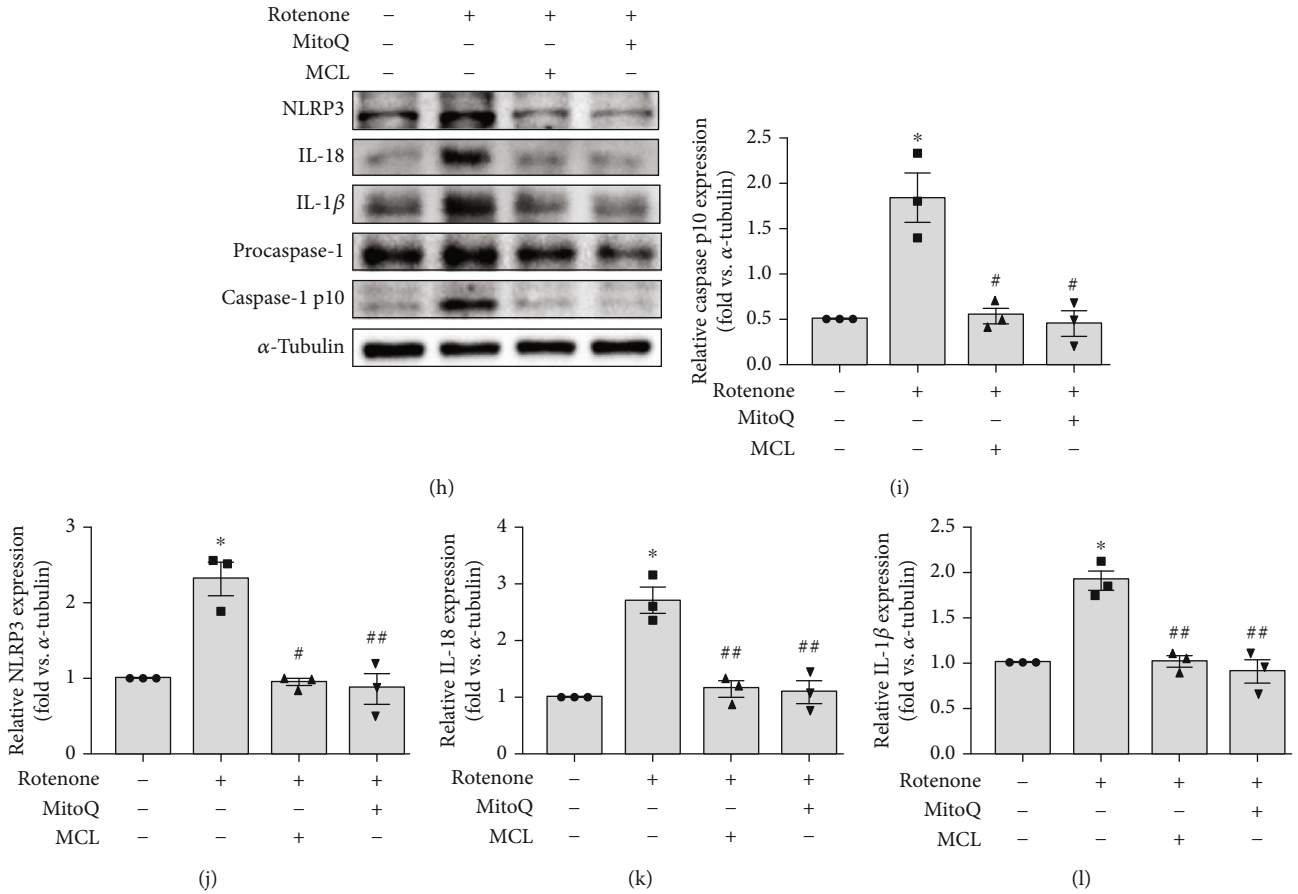 Rotenone − + + +
MitoQ − − − +
MCL − − + −
NLRP3
IL-18
IL-1β
Procaspase-1
Caspase-1 p10
α-Tubulin
(h)
Relative caspase p10 expression
(fold vs. α-tubulin)
2.5
2.0
1.5
1.0
0.5
0.0
*
#
#
Rotenone − + + +
MitoQ − − − +
MCL − − + −
(i)
Relative NLRP3 expression
(fold vs. α-tubulin)
3
2
1
0
*
#
##
Rotenone − + + +
MitoQ − − − +
MCL − − + −
(j)
Relative IL-18 expression
(fold vs. α-tubulin)
4
3
2
1
0
*
##
##
Rotenone − + + +
MitoQ − − − +
MCL − − + −
(k)
Relative IL-1β expression
(fold vs. α-tubulin)
2.5
2.0
1.5
1.0
0.5
0.0
*
##
##
Rotenone − + + +
MitoQ − − − +
MCL − − + −
(l)